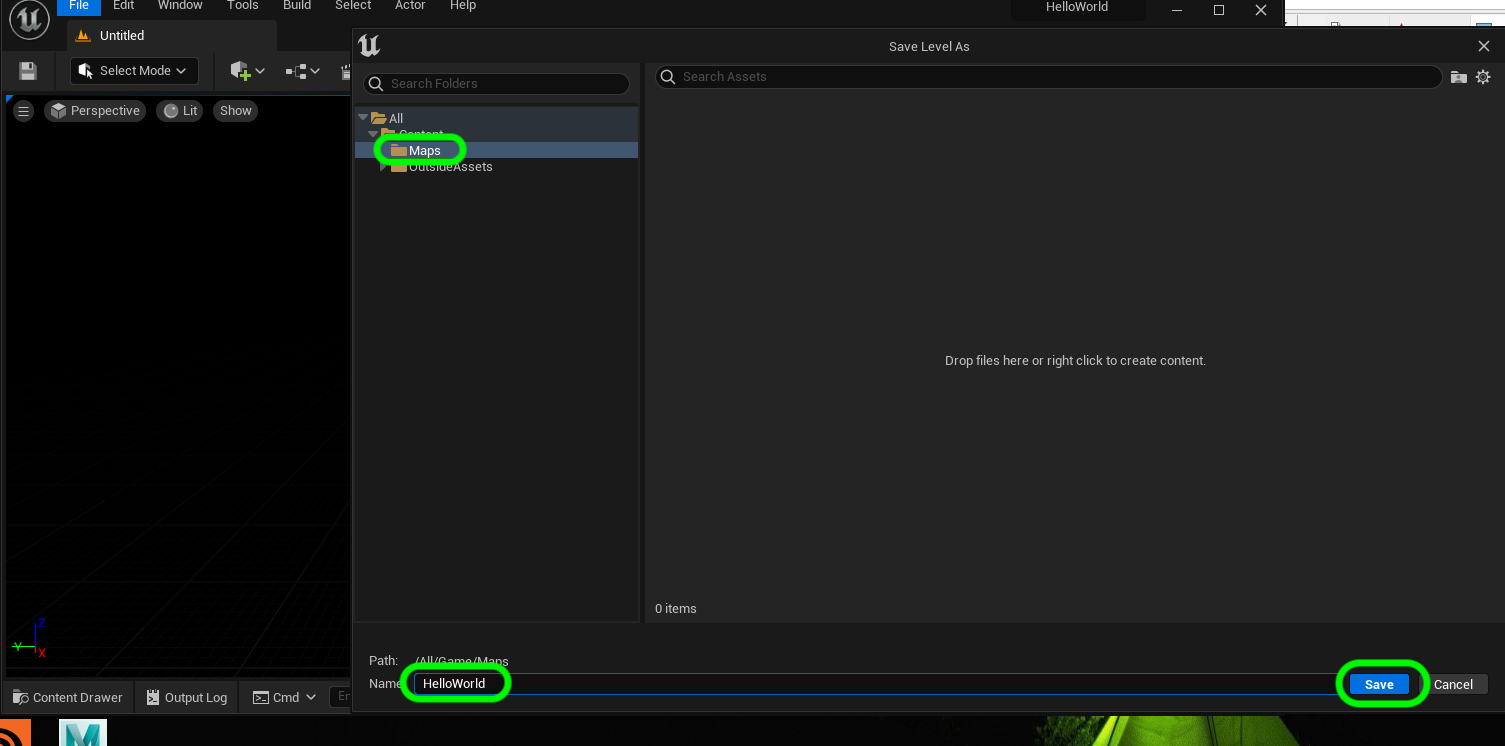 File Edit Window Tools Build Select Actor Help HelloWorld
Untitled
Save Level As
Select Mode
Search Folders
Search Assets
Perspective Lit Show
All
Content
Maps
OutsideAssets
Drop files here or right click to create content.
0 items
Z
Y
X
Path: /All/Game/Maps
Name HelloWorld
Save Cancel
Content Drawer Output Log Cmd En